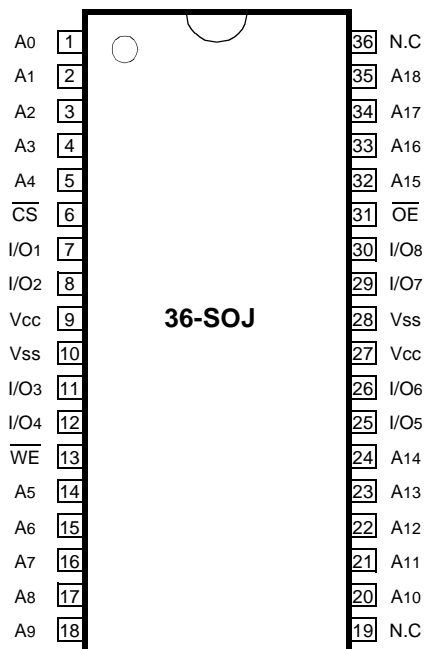 A0 1 36 N.C
A1 2 35 A18
A2 3 34 A17
A3 4 33 A16
A4 5 32 A15
C̅S̅ 6 31 O̅E̅
I/O1 7 30 I/O8
I/O2 8 29 I/O7
Vcc 9 36-SOJ 28 Vss
Vss 10 27 Vcc
I/O3 11 26 I/O6
I/O4 12 25 I/O5
W̅E̅ 13 24 A14
A5 14 23 A13
A6 15 22 A12
A7 16 21 A11
A8 17 20 A10
A9 18 19 N.C